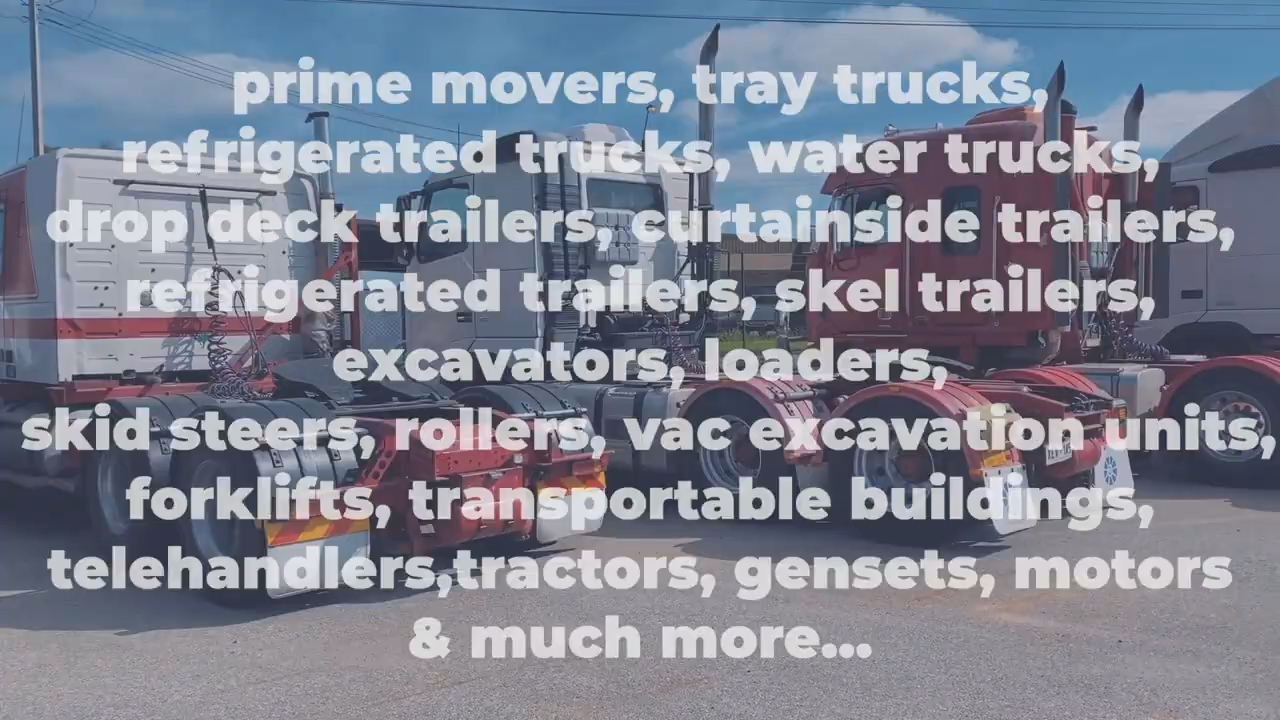 prime movers, tray trucks,
refrigerated trucks, water trucks,
drop deck trailers, curtainside trailers,
refrigerated trailers, skel trailers,
excavators, loaders,
skid steers, rollers, vac excavation units,
forklifts, transportable buildings,
telehandlers,tractors, gensets, motors
& much more...